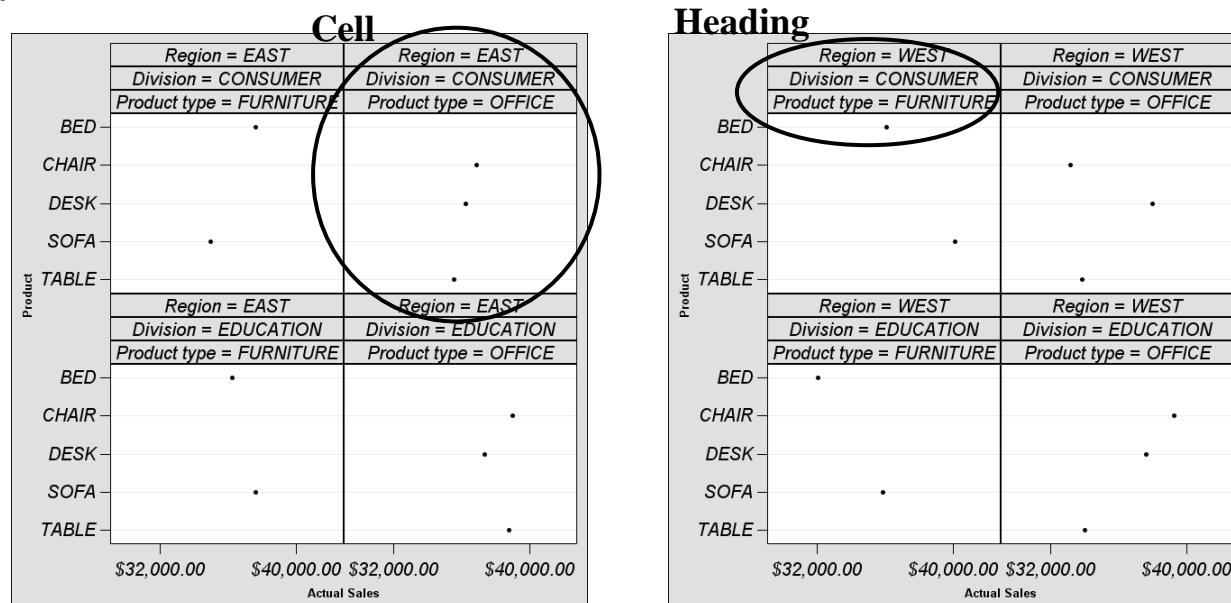 Cell
Region = EAST
Region = EAST
Division = CONSUMER
Division = CONSUMER
Product type = FURNITURE
Product type = OFFICE
BED
CHAIR
DESK
SOFA
TABLE
Product
Region = EAST
Region = EAST
Division = EDUCATION
Division = EDUCATION
Product type = FURNITURE
Product type = OFFICE
BED
CHAIR
DESK
SOFA
TABLE
$32,000.00 $40,000.00 $32,000.00 $40,000.00
Actual Sales
Heading
Region = WEST
Region = WEST
Division = CONSUMER
Division = CONSUMER
Product type = FURNITURE
Product type = OFFICE
BED
CHAIR
DESK
SOFA
TABLE
Product
Region = WEST
Region = WEST
Division = EDUCATION
Division = EDUCATION
Product type = FURNITURE
Product type = OFFICE
BED
CHAIR
DESK
SOFA
TABLE
$32,000.00 $40,000.00 $32,000.00 $40,000.00
Actual Sales